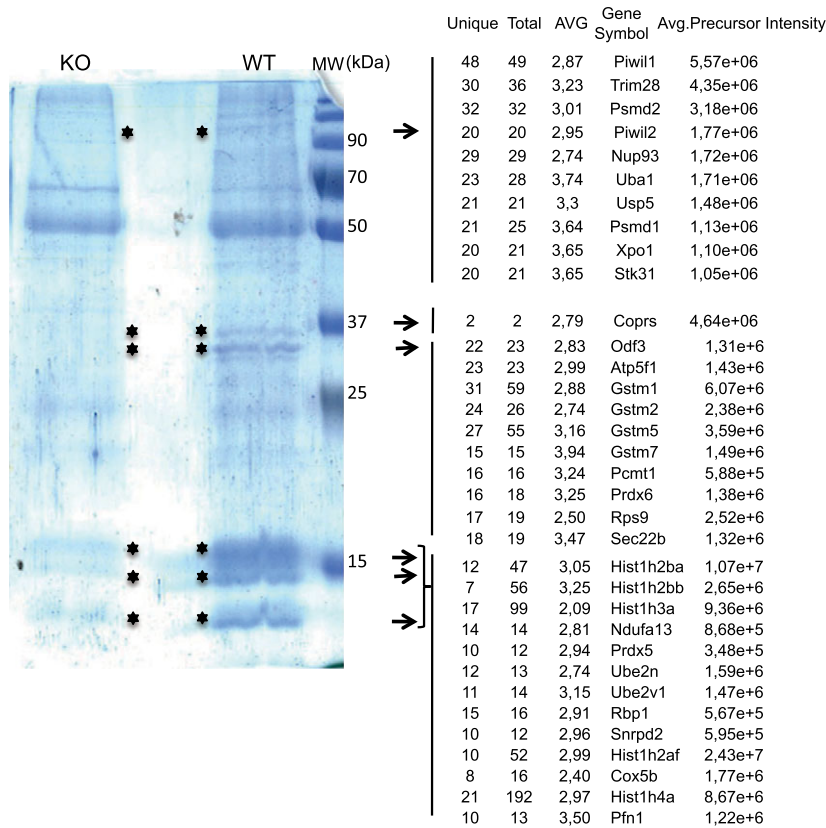 Unique Total AVG Gene Symbol Avg.Precursor Intensity
KO WT MW (kDa)
48 49 2,87 Piwil1 5,57e+06
30 36 3,23 Trim28 4,35e+06
32 32 3,01 Psmd2 3,18e+06
90 20 20 2,95 Piwil2 1,77e+06
29 29 2,74 Nup93 1,72e+06
70 23 28 3,74 Uba1 1,71e+06
21 21 3,3 Usp5 1,48e+06
50 21 25 3,64 Psmd1 1,13e+06
20 21 3,65 Xpo1 1,10e+06
20 21 3,65 Stk31 1,05e+06
37 2 2 2,79 Coprs 4,64e+06
22 23 2,83 Odf3 1,31e+6
23 23 2,99 Atp5f1 1,43e+6
25 31 59 2,88 Gstm1 6,07e+6
24 26 2,74 Gstm2 2,38e+6
27 55 3,16 Gstm5 3,59e+6
15 15 3,94 Gstm7 1,49e+6
16 16 3,24 Pcmt1 5,88e+5
16 18 3,25 Prdx6 1,38e+6
17 19 2,50 Rps9 2,52e+6
18 19 3,47 Sec22b 1,32e+6
15 12 47 3,05 Hist1h2ba 1,07e+7
7 56 3,25 Hist1h2bb 2,65e+6
17 99 2,09 Hist1h3a 9,36e+6
14 14 2,81 Ndufa13 8,68e+5
10 12 2,94 Prdx5 3,48e+5
12 13 2,74 Ube2n 1,59e+6
11 14 3,15 Ube2v1 1,47e+6
15 16 2,91 Rbp1 5,67e+5
10 12 2,96 Snrpd2 5,95e+5
10 52 2,99 Hist1h2af 2,43e+7
8 16 2,40 Cox5b 1,77e+6
21 192 2,97 Hist1h4a 8,67e+6
10 13 3,50 Pfn1 1,22e+6